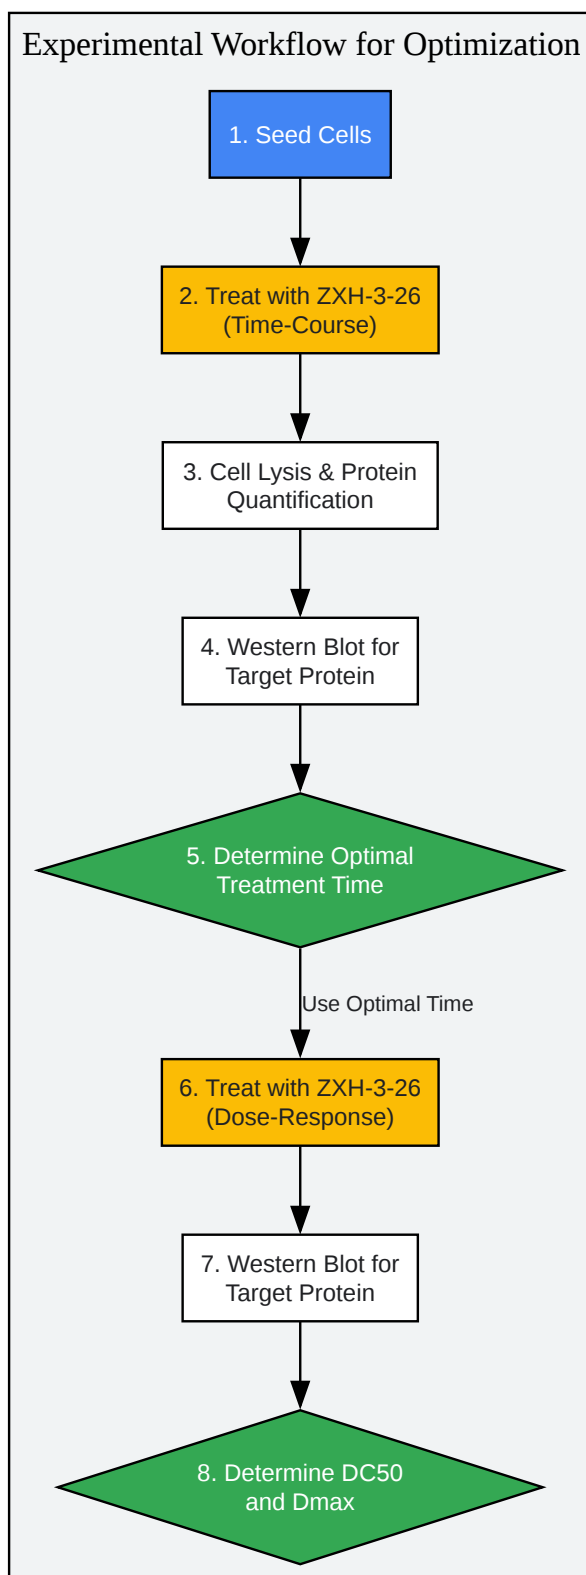 Experimental Workflow for Optimization
1. Seed Cells
2. Treat with ZXH-3-26
(Time-Course)
3. Cell Lysis & Protein
Quantification
4. Western Blot for
Target Protein
5. Determine Optimal
Treatment Time
Use Optimal Time
6. Treat with ZXH-3-26
(Dose-Response)
7. Western Blot for
Target Protein
8. Determine DC50
and Dmax